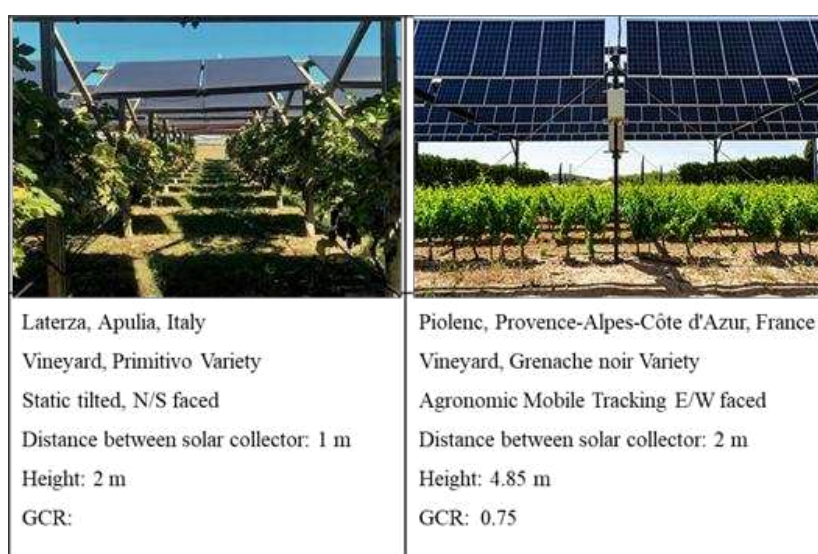 Laterza, Apulia, Italy
Vineyard, Primitivo Variety
Static tilted, N/S faced
Distance between solar collector: 1 m
Height: 2 m
GCR:
Piolenc, Provence-Alpes-Côte d'Azur, France
Vineyard, Grenache noir Variety
Agronomic Mobile Tracking E/W faced
Distance between solar collector: 2 m
Height: 4.85 m
GCR: 0.75